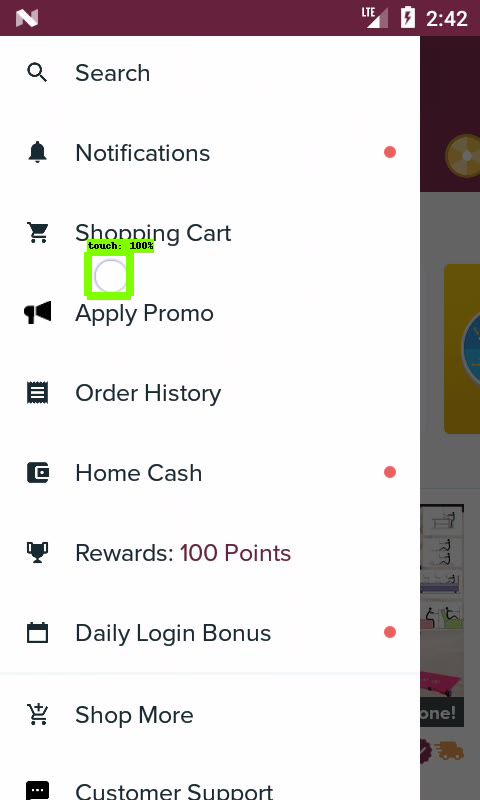 LTE 2:42
Search
Notifications
Shopping Cart
touch: 100%
Apply Promo
Order History
Home Cash
Rewards: 100 Points
Daily Login Bonus
one!
Shop More
Customer Support